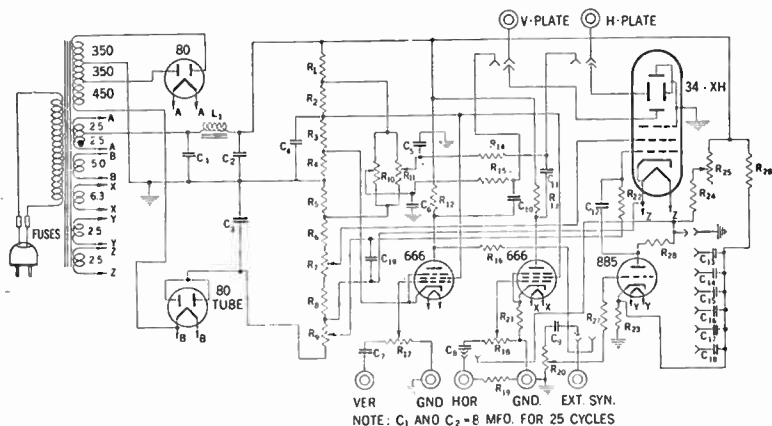 V·PLATE H·PLATE
350 80
350
450
34·XH
A A A L1
25
25
A
B
50
B
X
6.3
X
Y
25
Y
Z
25
Z
FUSES
C1 C2 C3 C4
R1
R2
R3
R4
R5
R6
R7
R8
R9
C5 R14
R15
R10 R11 C6 R12 C10 C11
C12 R22 Z Z R24 R25 R26
R16 R28
C19
666 666 885
X X Y Y
R21 R27 R23
C13
C14
C15
C16
C17
C18
80
TUBE
B B
C7 R17 C8 R18 R20 C9
R19
VER GND HOR GND. EXT. SYN.
NOTE: C1 AND C2 = 8 MFO. FOR 25 CYCLES